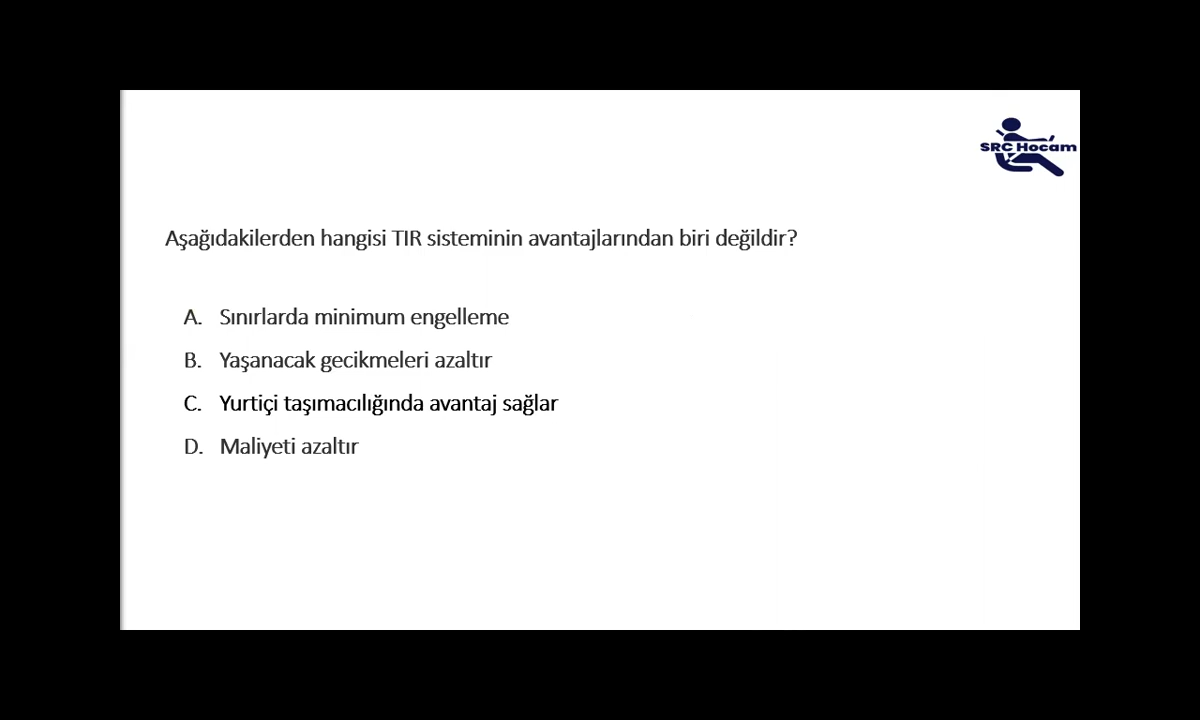 SRC Hocam
Aşağıdakilerden hangisi TIR sisteminin avantajlarından biri değildir?
A. Sınırlarda minimum engelleme
B. Yaşanacak gecikmeleri azaltır
C. Yurtiçi taşımacılığında avantaj sağlar
D. Maliyeti azaltır